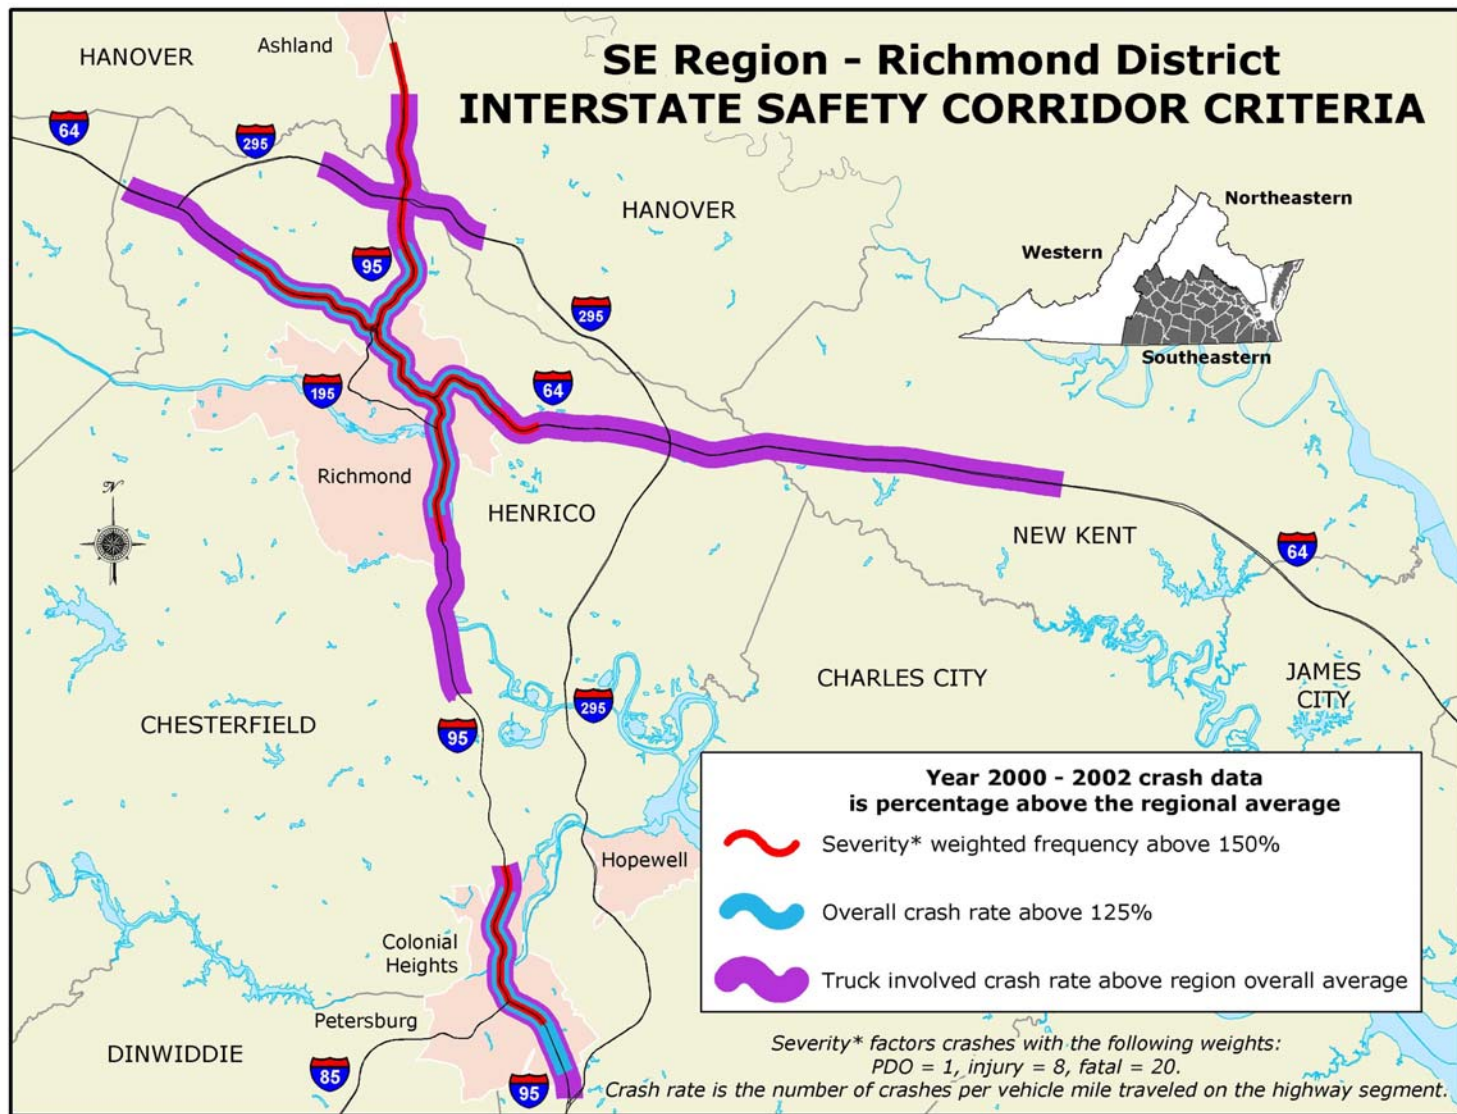 SE Region - Richmond District
INTERSTATE SAFETY CORRIDOR CRITERIA
HANOVER
Ashland
64
295
HANOVER
95
Northeastern
Western
Southeastern
295
195
64
Richmond
N
HENRICO
NEW KENT
64
CHARLES CITY
JAMES
CITY
CHESTERFIELD
295
95
Year 2000 - 2002 crash data
is percentage above the regional average
Severity* weighted frequency above 150%
Overall crash rate above 125%
Truck involved crash rate above region overall average
Hopewell
Colonial
Heights
Petersburg
DINWIDDIE
85
95
Severity* factors crashes with the following weights:
PDO = 1, injury = 8, fatal = 20.
Crash rate is the number of crashes per vehicle mile traveled on the highway segment.